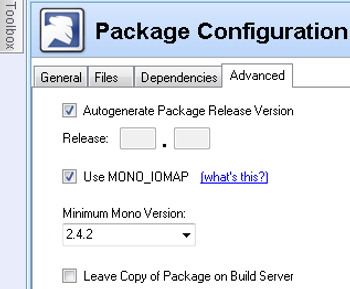 Toolbox
Package Configuration
General Files Dependencies Advanced
Autogenerate Package Release Version
Release: .
Use MONO_IOMAP (what's this?)
Minimum Mono Version:
2.4.2
Leave Copy of Package on Build Server